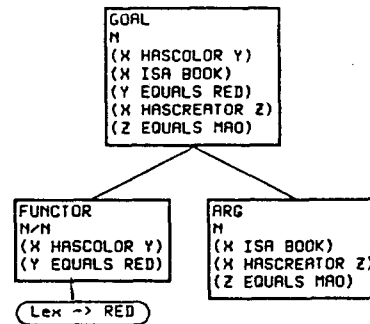 GOAL
N
(X HASCOLOR Y)
(X ISA BOOK)
(Y EQUALS RED)
(X HASCREATOR Z)
(Z EQUALS MAO)
FUNCTOR
N/N
(X HASCOLOR Y)
(Y EQUALS RED)
Lex -> RED
ARG
N
(X ISA BOOK)
(X HASCREATOR Z)
(Z EQUALS MAO)